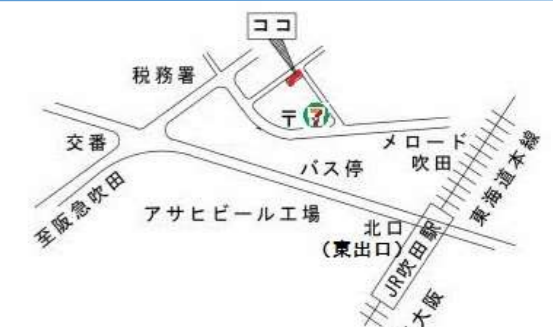 ココ
税務署
〒
7
交番
メロード
吹田
東海道本線
バス停
至阪急吹田
アサヒビール工場
北口
(東出口)
JR吹田駅
大阪